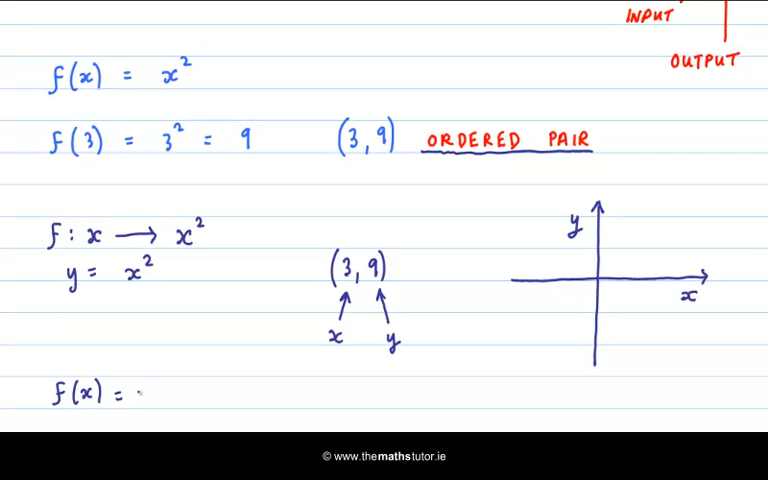 INPUT
OUTPUT
f(x) = x²
f(3) = 3² = 9 (3, 9) ORDERED PAIR
f : x ⟶ x²
y = x²
(3, 9)
x y
y
x
f(x) =
© www.themathstutor.ie